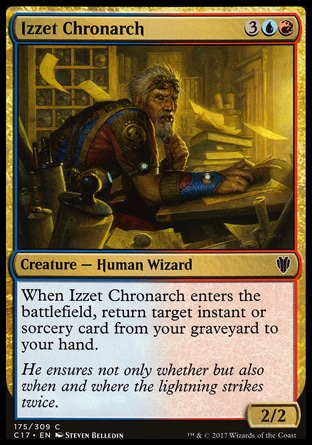 Izzet Chronarch 3
Creature — Human Wizard
When Izzet Chronarch enters the
battlefield, return target instant or
sorcery card from your graveyard to
your hand.
He ensures not only whether but also
when and where the lightning strikes
twice.
2/2
175/309 C
C17 • EN Steven Belledin
™ & © 2017 Wizards of the Coast